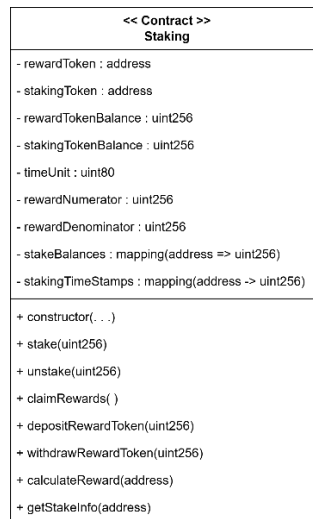 << Contract >>
Staking
- rewardToken : address
- stakingToken : address
- rewardTokenBalance : uint256
- stakingTokenBalance : uint256
- timeUnit : uint80
- rewardNumerator : uint256
- rewardDenominator : uint256
- stakeBalances : mapping(address => uint256)
- stakingTimeStamps : mapping(address -> uint256)
+ constructor(. . .)
+ stake(uint256)
+ unstake(uint256)
+ claimRewards( )
+ depositRewardToken(uint256)
+ withdrawRewardToken(uint256)
+ calculateReward(address)
+ getStakeInfo(address)